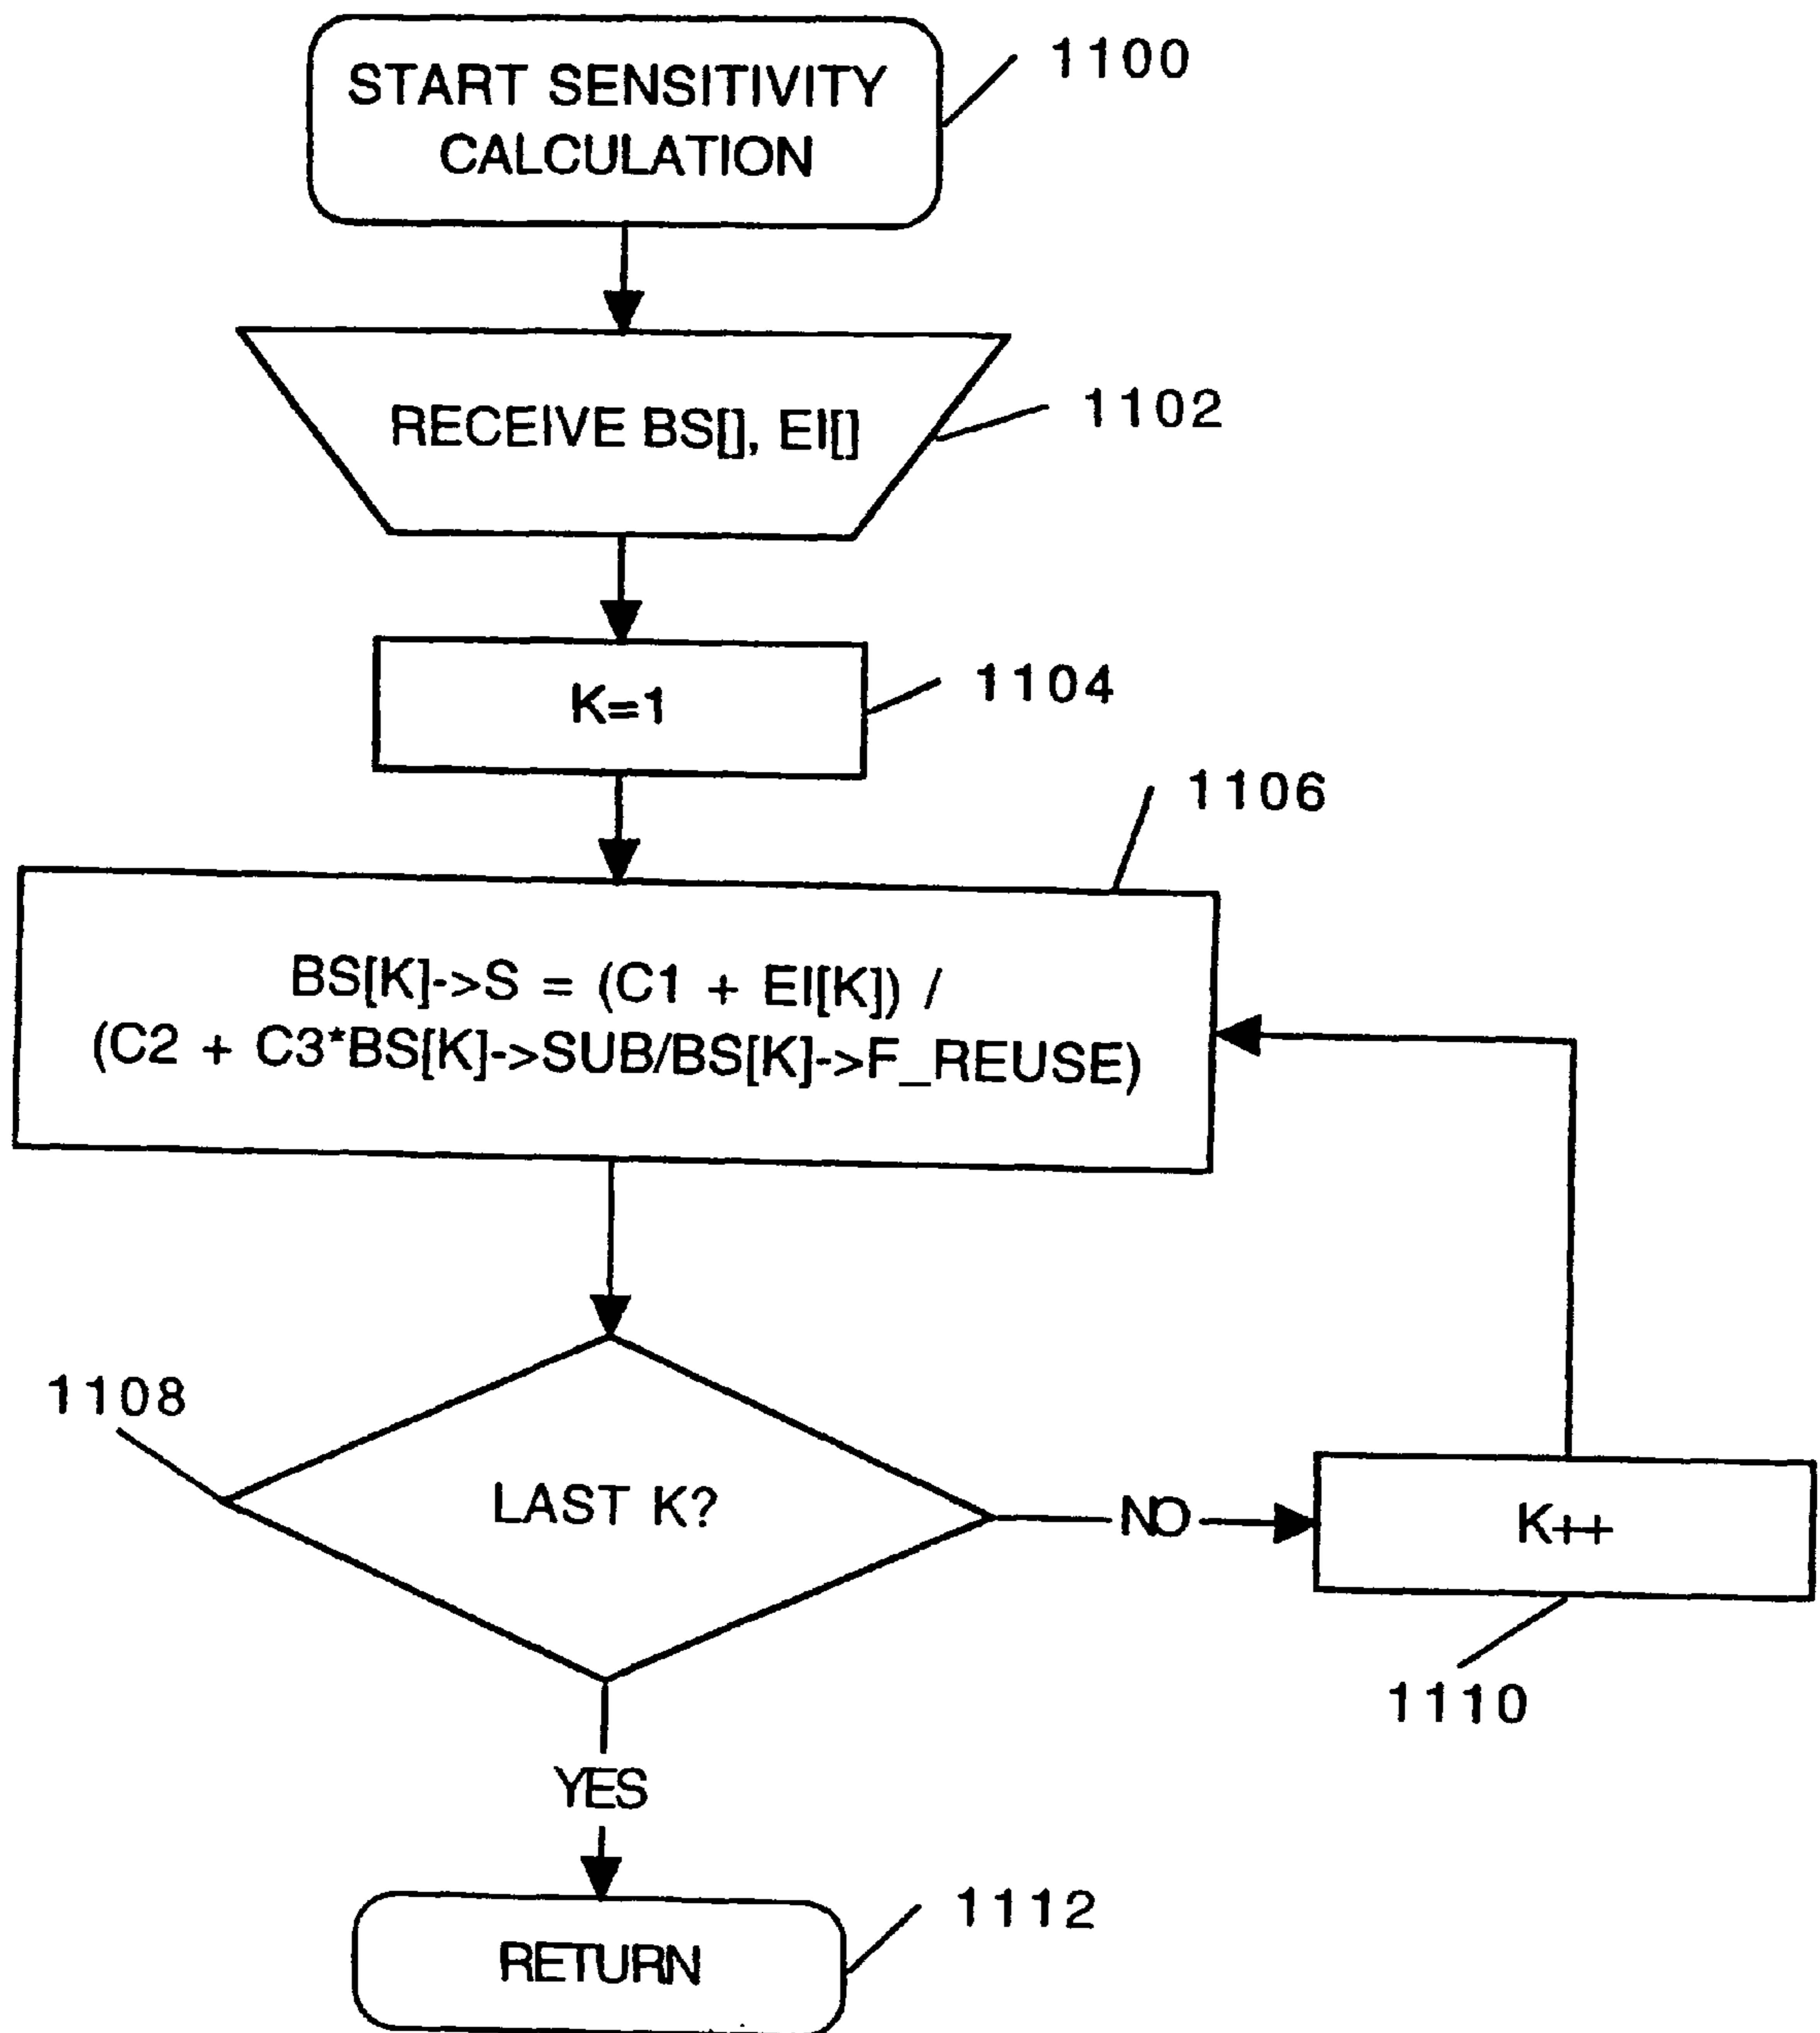 START SENSITIVITY
CALCULATION
1100
RECEIVE BS[], EI[]
1102
K=1
1104
1106
BS[K]->S = (C1 + EI[K]) /
(C2 + C3*BS[K]->SUB/BS[K]->F_REUSE)
1108
LAST K?
NO
K++
1110
YES
RETURN
1112